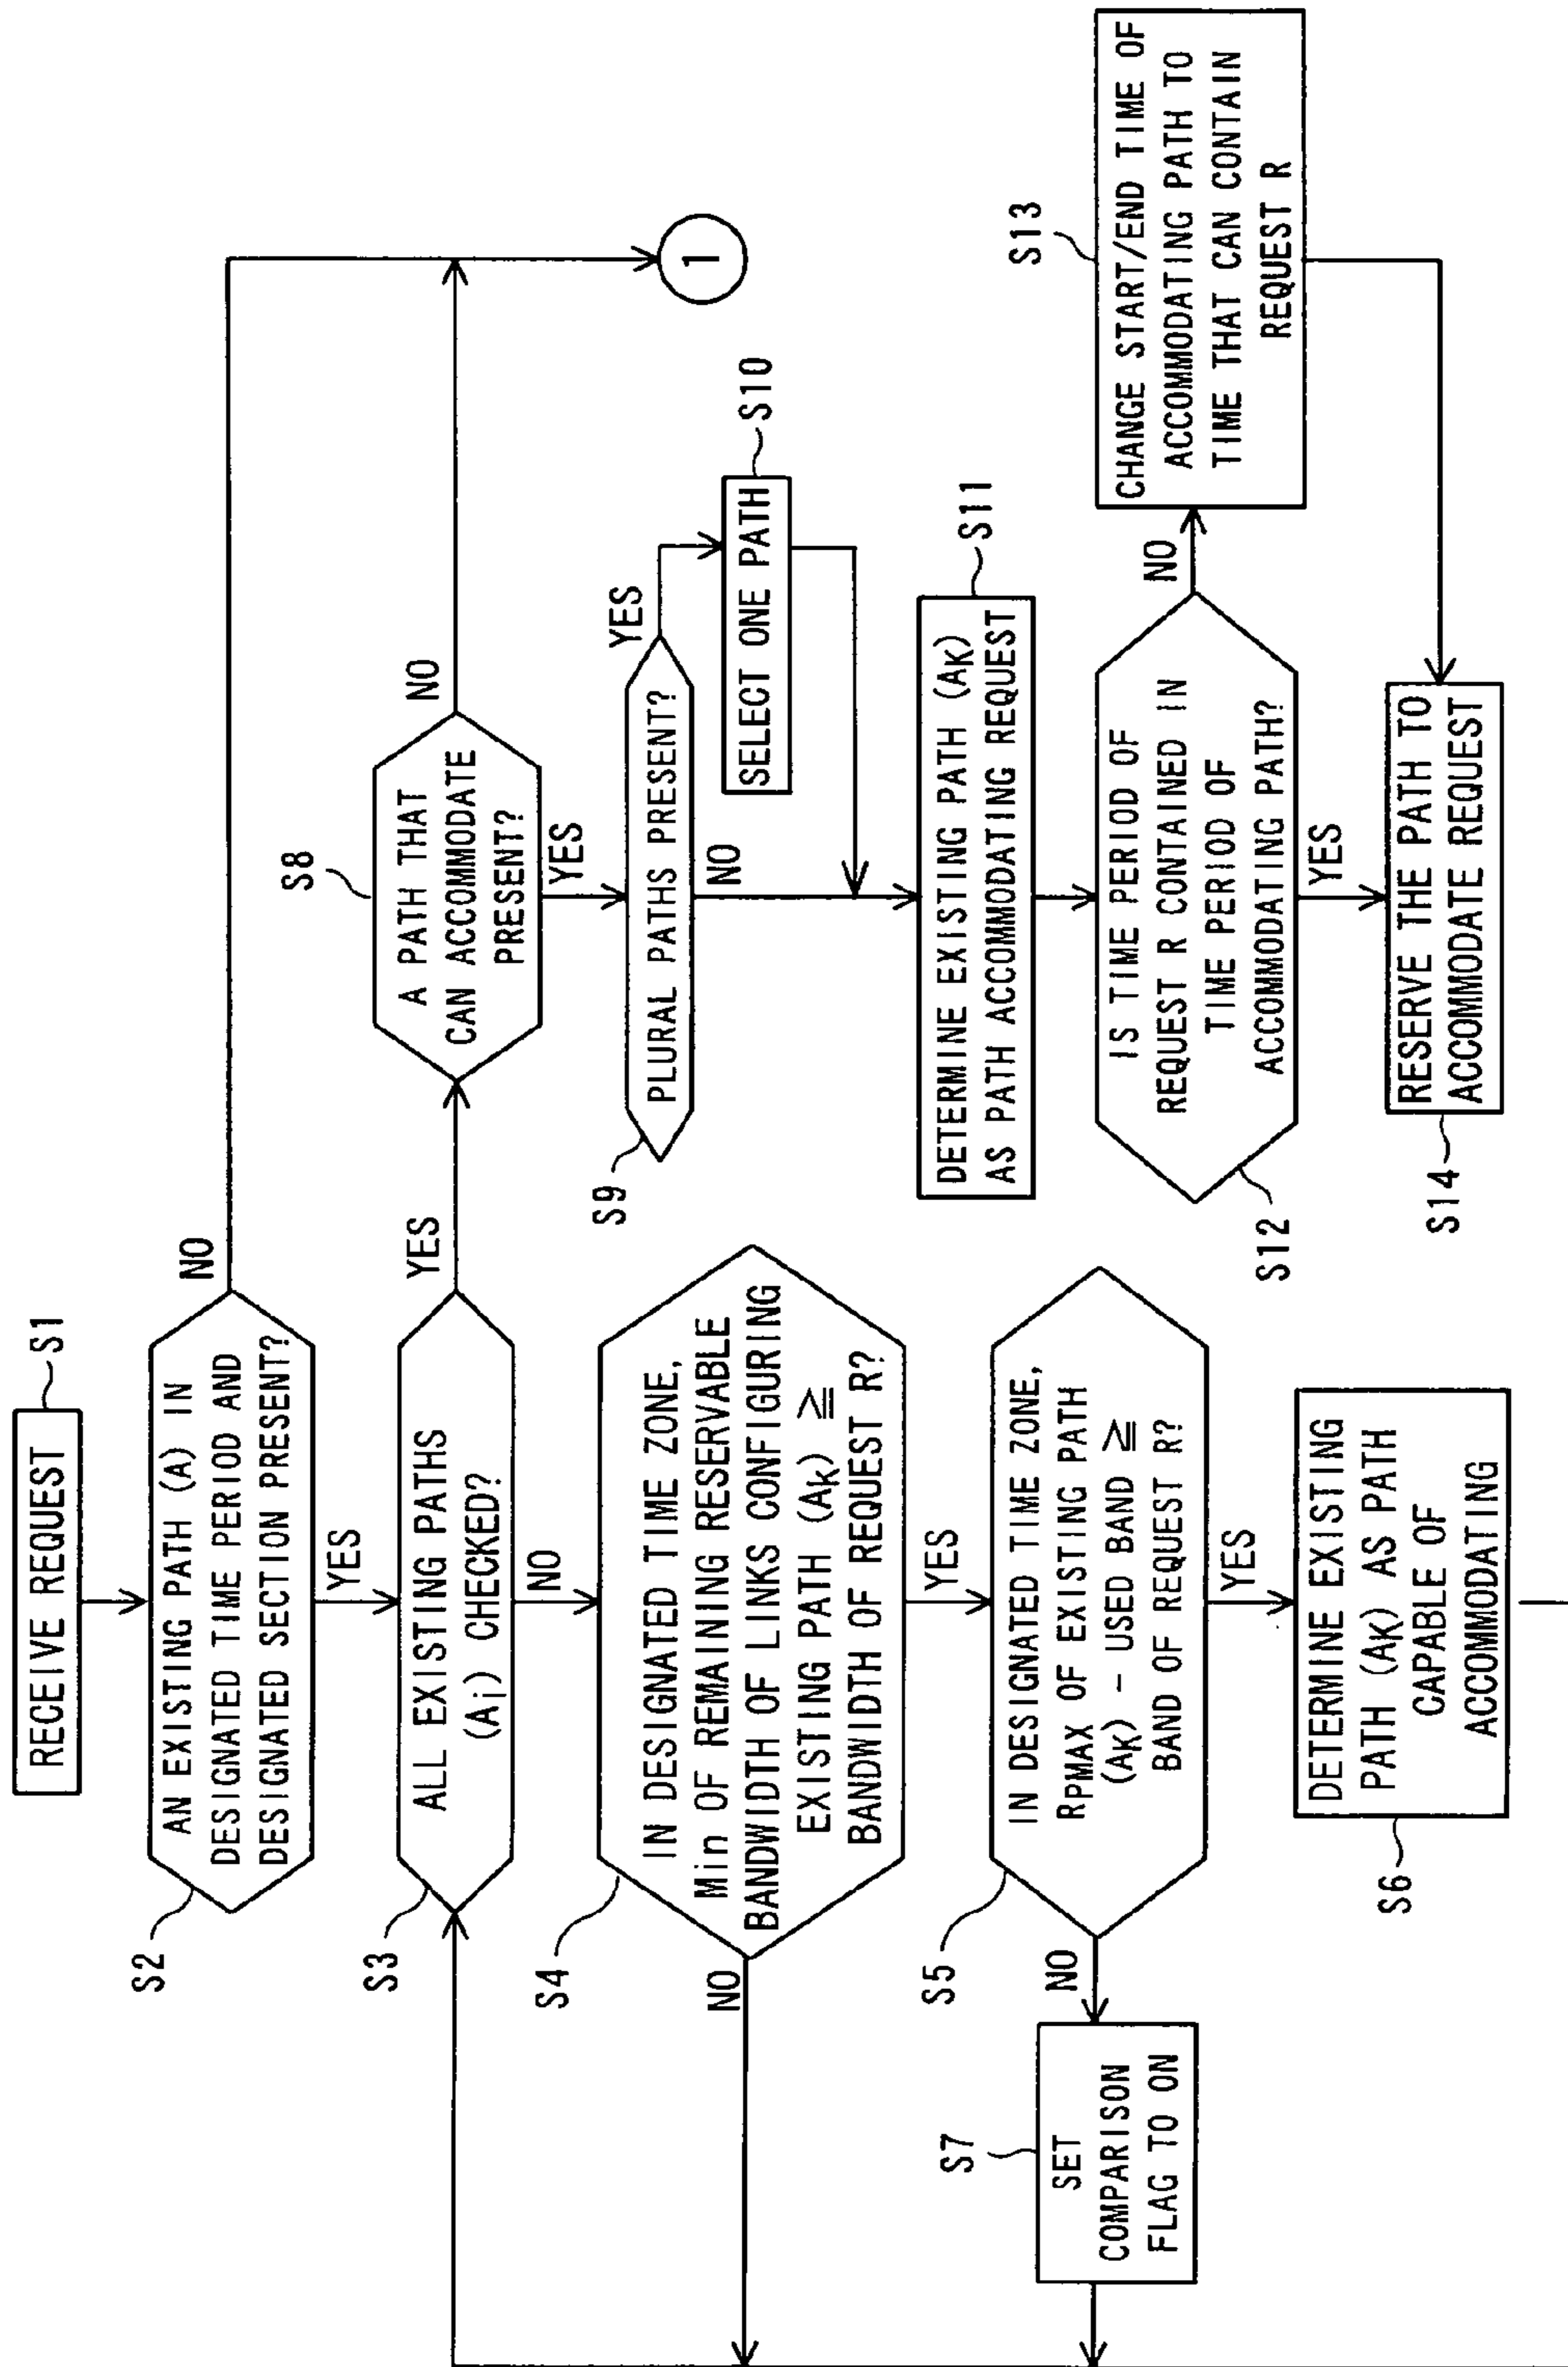 S1
RECEIVE REQUEST
S2
AN EXISTING PATH (A) IN
DESIGNATED TIME PERIOD AND
DESIGNATED SECTION PRESENT?
NO
YES
S3
ALL EXISTING PATHS
(Ai) CHECKED?
YES
NO
S4
IN DESIGNATED TIME ZONE,
Min OF REMAINING RESERVABLE
BANDWIDTH OF LINKS CONFIGURING
EXISTING PATH (Ak) ≧
BANDWIDTH OF REQUEST R?
NO
YES
S5
IN DESIGNATED TIME ZONE,
RPMAX OF EXISTING PATH
(AK) - USED BAND ≧
BAND OF REQUEST R?
NO
YES
S7
SET
COMPARISON
FLAG TO ON
S6
DETERMINE EXISTING
PATH (AK) AS PATH
CAPABLE OF
ACCOMMODATING
S8
A PATH THAT
CAN ACCOMMODATE
PRESENT?
NO
YES
1
S9
PLURAL PATHS PRESENT?
YES
NO
S10
SELECT ONE PATH
S11
DETERMINE EXISTING PATH (AK)
AS PATH ACCOMMODATING REQUEST
S12
IS TIME PERIOD OF
REQUEST R CONTAINED IN
TIME PERIOD OF
ACCOMMODATING PATH?
NO
YES
S13
CHANGE START/END TIME OF
ACCOMMODATING PATH TO
TIME THAT CAN CONTAIN
REQUEST R
S14
RESERVE THE PATH TO
ACCOMMODATE REQUEST